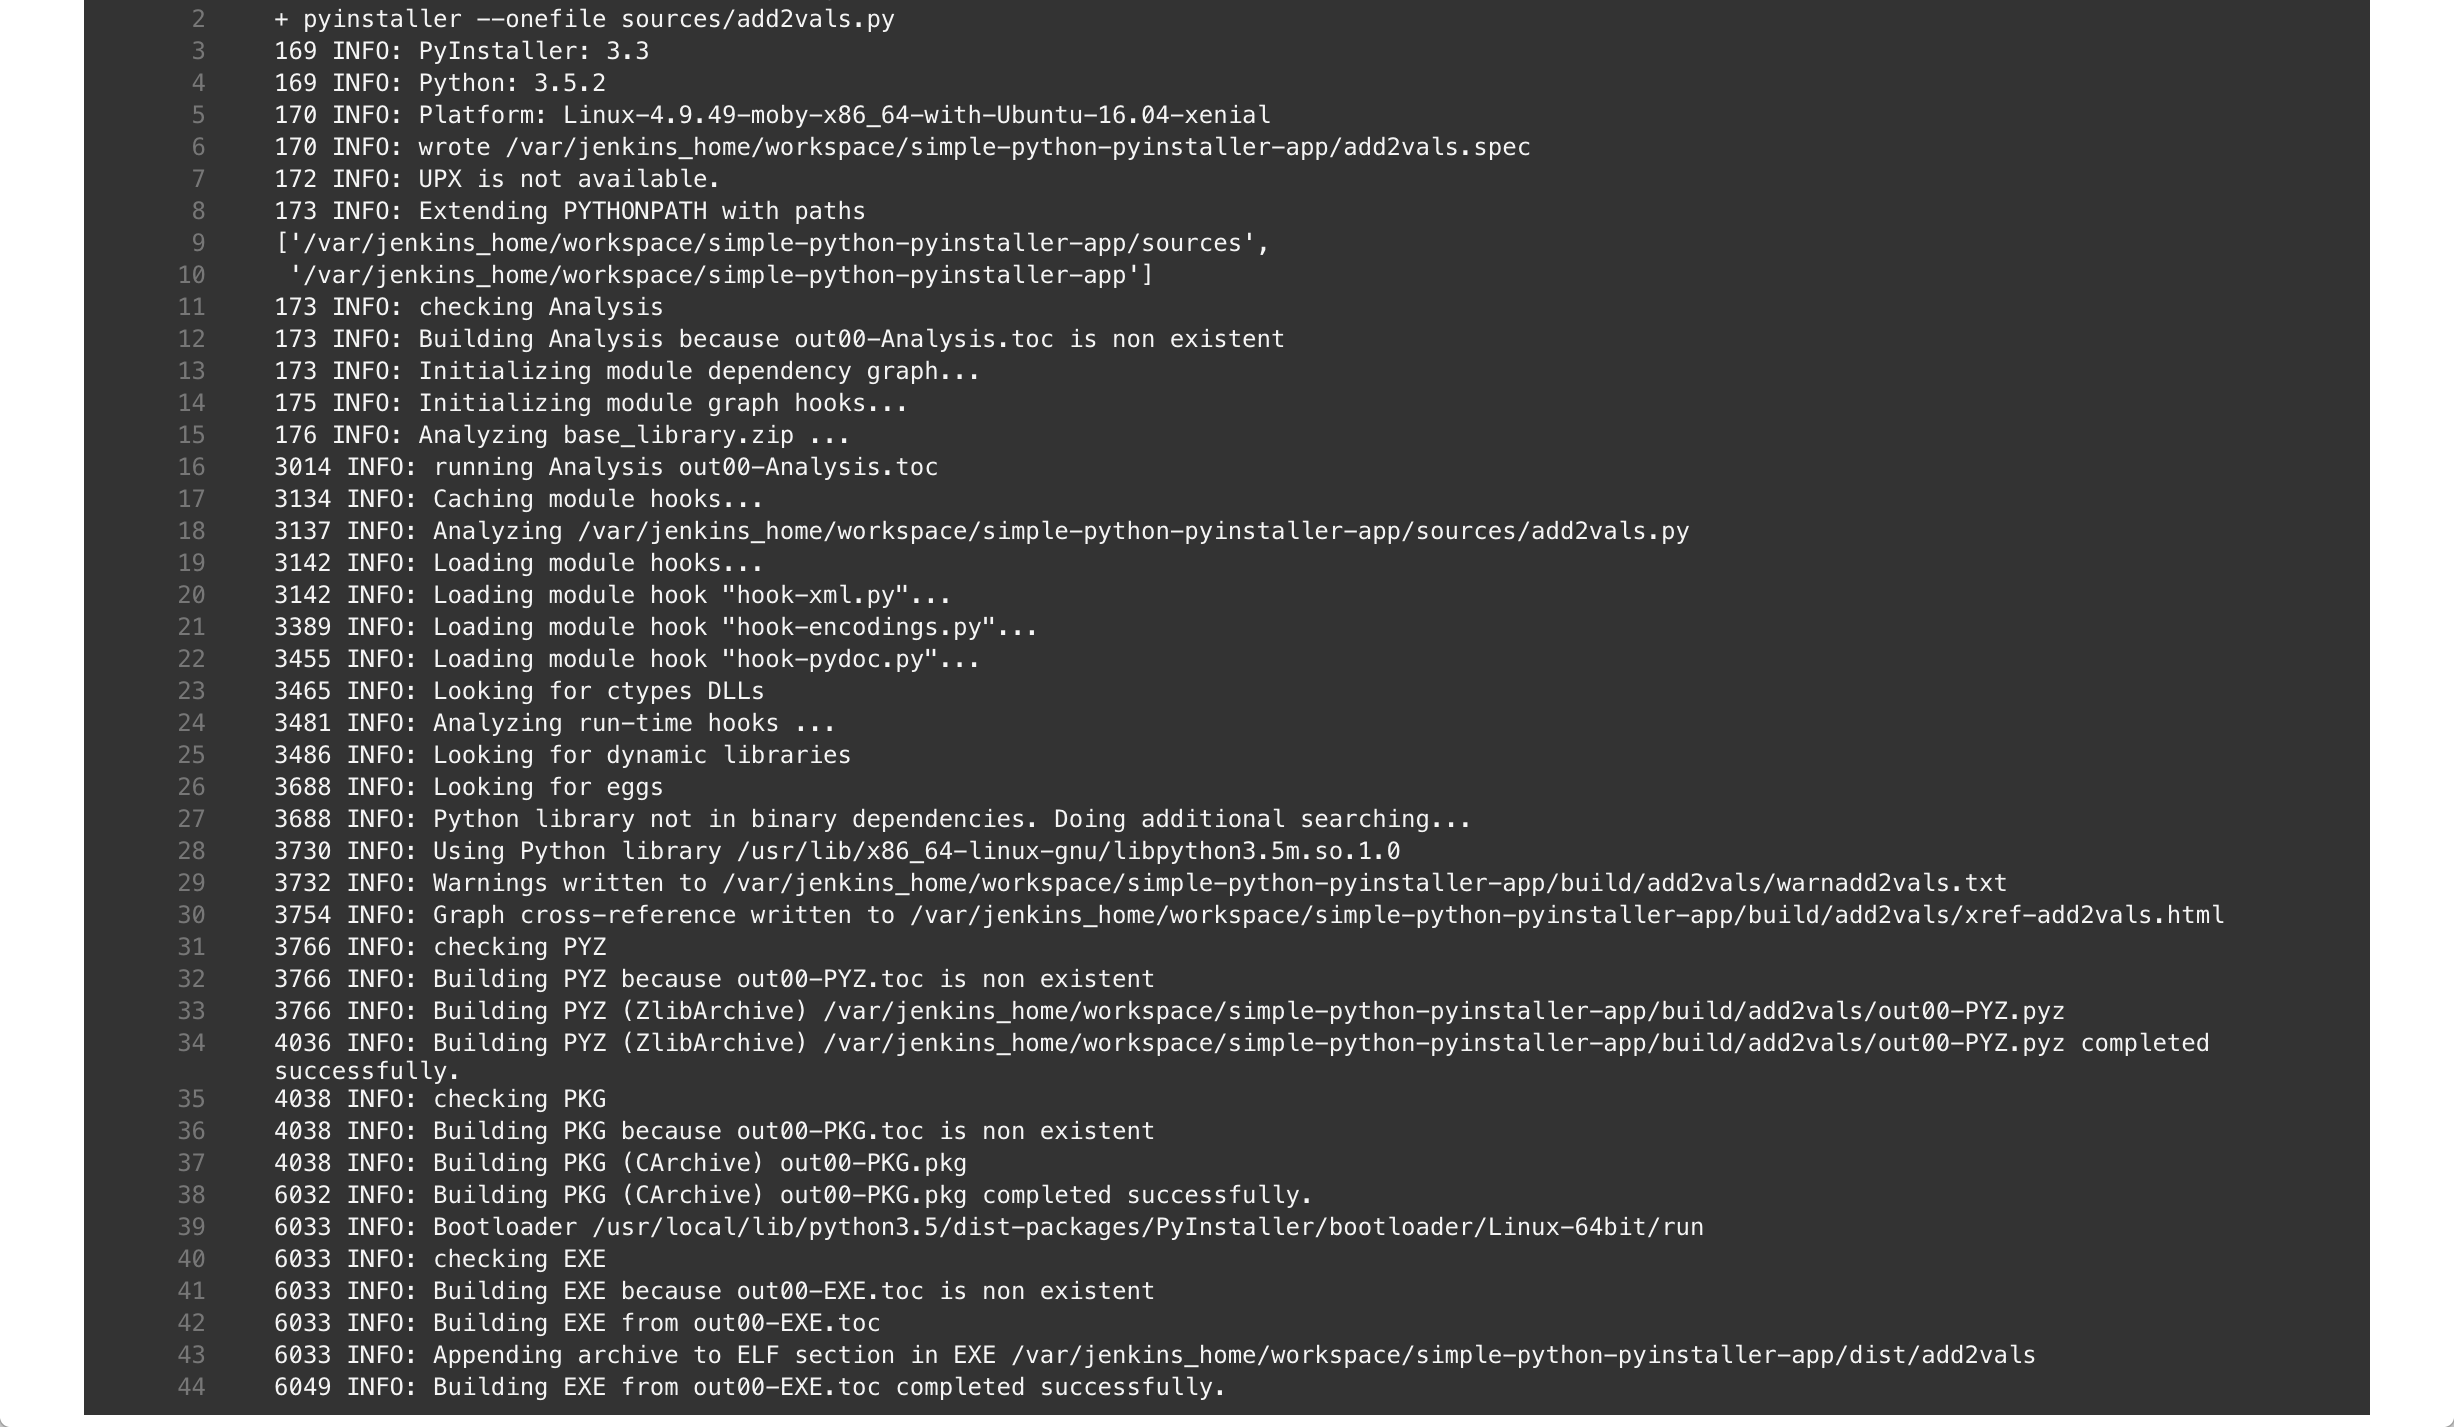 2 + pyinstaller --onefile sources/add2vals.py
3 169 INFO: PyInstaller: 3.3
4 169 INFO: Python: 3.5.2
5 170 INFO: Platform: Linux-4.9.49-moby-x86_64-with-Ubuntu-16.04-xenial
6 170 INFO: wrote /var/jenkins_home/workspace/simple-python-pyinstaller-app/add2vals.spec
7 172 INFO: UPX is not available.
8 173 INFO: Extending PYTHONPATH with paths
9 ['/var/jenkins_home/workspace/simple-python-pyinstaller-app/sources',
10 '/var/jenkins_home/workspace/simple-python-pyinstaller-app']
11 173 INFO: checking Analysis
12 173 INFO: Building Analysis because out00-Analysis.toc is non existent
13 173 INFO: Initializing module dependency graph...
14 175 INFO: Initializing module graph hooks...
15 176 INFO: Analyzing base_library.zip ...
16 3014 INFO: running Analysis out00-Analysis.toc
17 3134 INFO: Caching module hooks...
18 3137 INFO: Analyzing /var/jenkins_home/workspace/simple-python-pyinstaller-app/sources/add2vals.py
19 3142 INFO: Loading module hooks...
20 3142 INFO: Loading module hook "hook-xml.py"...
21 3389 INFO: Loading module hook "hook-encodings.py"...
22 3455 INFO: Loading module hook "hook-pydoc.py"...
23 3465 INFO: Looking for ctypes DLLs
24 3481 INFO: Analyzing run-time hooks ...
25 3486 INFO: Looking for dynamic libraries
26 3688 INFO: Looking for eggs
27 3688 INFO: Python library not in binary dependencies. Doing additional searching...
28 3730 INFO: Using Python library /usr/lib/x86_64-linux-gnu/libpython3.5m.so.1.0
29 3732 INFO: Warnings written to /var/jenkins_home/workspace/simple-python-pyinstaller-app/build/add2vals/warnadd2vals.txt
30 3754 INFO: Graph cross-reference written to /var/jenkins_home/workspace/simple-python-pyinstaller-app/build/add2vals/xref-add2vals.html
31 3766 INFO: checking PYZ
32 3766 INFO: Building PYZ because out00-PYZ.toc is non existent
33 3766 INFO: Building PYZ (ZlibArchive) /var/jenkins_home/workspace/simple-python-pyinstaller-app/build/add2vals/out00-PYZ.pyz
34 4036 INFO: Building PYZ (ZlibArchive) /var/jenkins_home/workspace/simple-python-pyinstaller-app/build/add2vals/out00-PYZ.pyz completed
successfully.
35 4038 INFO: checking PKG
36 4038 INFO: Building PKG because out00-PKG.toc is non existent
37 4038 INFO: Building PKG (CArchive) out00-PKG.pkg
38 6032 INFO: Building PKG (CArchive) out00-PKG.pkg completed successfully.
39 6033 INFO: Bootloader /usr/local/lib/python3.5/dist-packages/PyInstaller/bootloader/Linux-64bit/run
40 6033 INFO: checking EXE
41 6033 INFO: Building EXE because out00-EXE.toc is non existent
42 6033 INFO: Building EXE from out00-EXE.toc
43 6033 INFO: Appending archive to ELF section in EXE /var/jenkins_home/workspace/simple-python-pyinstaller-app/dist/add2vals
44 6049 INFO: Building EXE from out00-EXE.toc completed successfully.